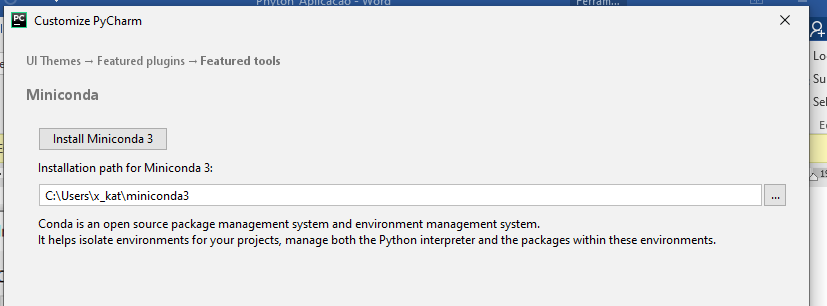 Phyton_Aplicacao - Word
Ferram...
PC
Customize PyCharm
UI Themes → Featured plugins → Featured tools
Miniconda
Install Miniconda 3
Installation path for Miniconda 3:
C:\Users\x_kat\miniconda3
...
Conda is an open source package management system and environment management system.
It helps isolate environments for your projects, manage both the Python interpreter and the packages within these environments.
Lo
Su
Sel